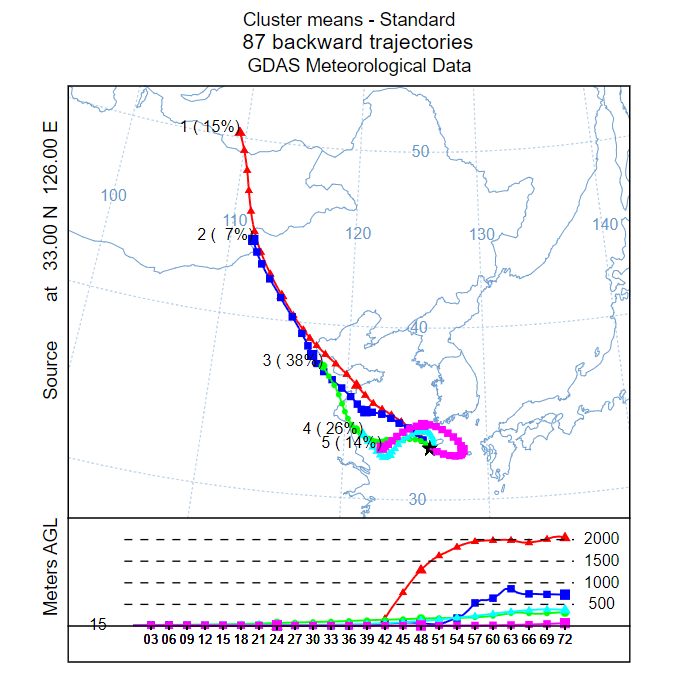 Cluster means - Standard
87 backward trajectories
GDAS Meteorological Data
Source at 33.00 N 126.00 E
1 ( 15%)
50
100
110
140
2 ( 7%)
120
130
40
3 ( 38%)
4 ( 26%)
5 ( 14%)
30
Meters AGL
2000
1500
1000
500
15
03 06 09 12 15 18 21 24 27 30 33 36 39 42 45 48 51 54 57 60 63 66 69 72